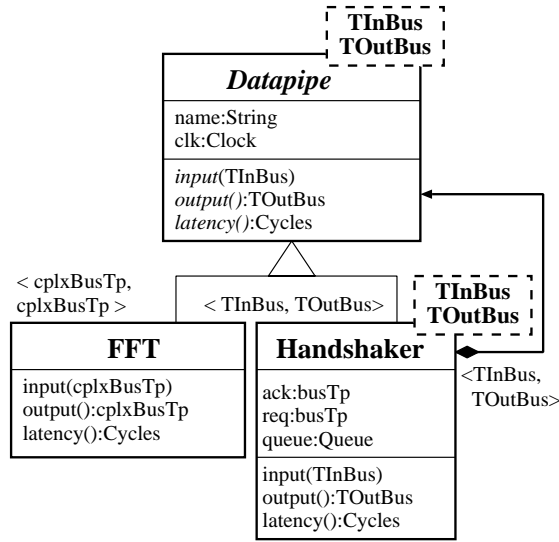 TInBus
TOutBus
Datapipe
name:String
clk:Clock
input(TInBus)
output():TOutBus
latency():Cycles
< cplxBusTp,
cplxBusTp >
< TInBus, TOutBus>
TInBus
TOutBus
FFT
input(cplxBusTp)
output():cplxBusTp
latency():Cycles
Handshaker
ack:busTp
req:busTp
queue:Queue
input(TInBus)
output():TOutBus
latency():Cycles
<TInBus,
TOutBus>